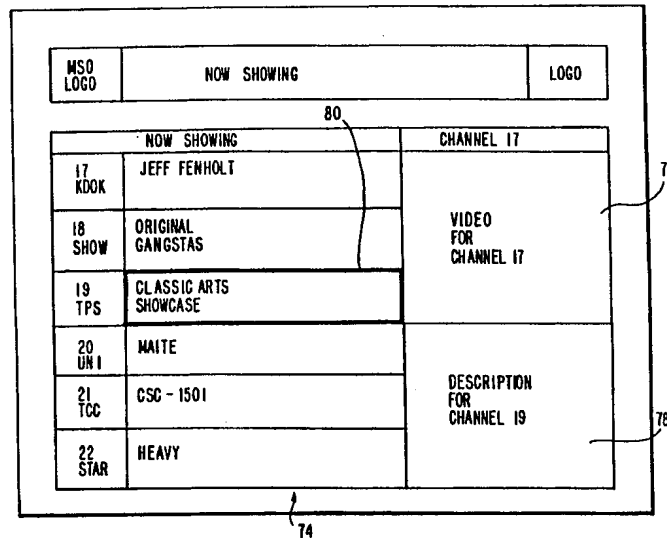 MSO
LOGO
NOW SHOWING
LOGO
80
NOW SHOWING
CHANNEL 17
17
KDOK
JEFF FENHOLT
7
VIDEO
FOR
CHANNEL 17
18
SHOW
ORIGINAL
GANGSTAS
19
TPS
CLASSIC ARTS
SHOWCASE
20
UNI
MAITE
DESCRIPTION
FOR
CHANNEL 19
21
TCC
CSC - 1501
78
22
STAR
HEAVY
74